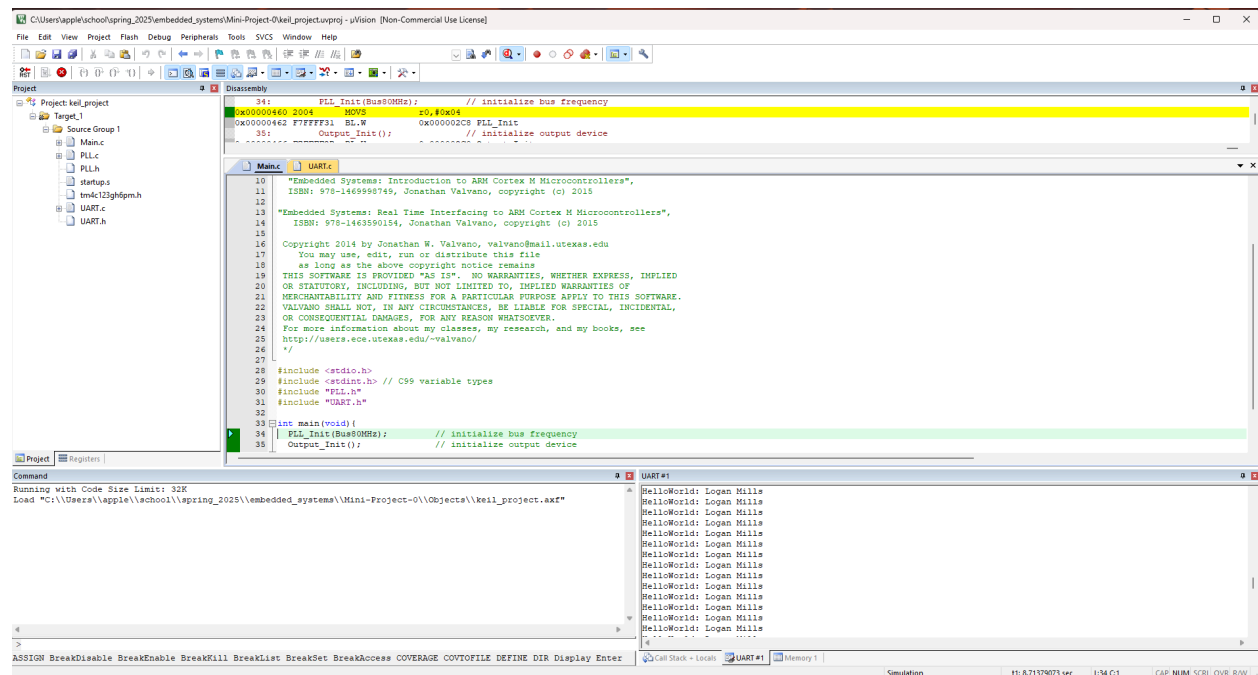 C:\Users\apple\school\spring_2025\embedded_systems\Mini-Project-0\keil_project.uvproj - µVision [Non-Commercial Use License]
File Edit View Project Flash Debug Peripherals Tools SVCS Window Help
Project
Project: keil_project
Target_1
Source Group 1
Main.c
PLL.c
PLL.h
startup.s
tm4c123gh6pm.h
UART.c
UART.h
Project Registers
Disassembly
34: PLL_Init(Bus80MHz); // initialize bus frequency
0x00000460 2004 MOVS r0,#0x04
0x00000462 F7FFFF31 BL.W 0x000002C8 PLL_Init
35: Output_Init(); // initialize output device
Main.c UART.c
10 "Embedded Systems: Introduction to ARM Cortex M Microcontrollers",
11 ISBN: 978-1469998749, Jonathan Valvano, copyright (c) 2015
12
13 "Embedded Systems: Real Time Interfacing to ARM Cortex M Microcontrollers",
14 ISBN: 978-1463590154, Jonathan Valvano, copyright (c) 2015
15
16 Copyright 2014 by Jonathan W. Valvano, valvano@mail.utexas.edu
17 You may use, edit, run or distribute this file
18 as long as the above copyright notice remains
19 THIS SOFTWARE IS PROVIDED "AS IS". NO WARRANTIES, WHETHER EXPRESS, IMPLIED
20 OR STATUTORY, INCLUDING, BUT NOT LIMITED TO, IMPLIED WARRANTIES OF
21 MERCHANTABILITY AND FITNESS FOR A PARTICULAR PURPOSE APPLY TO THIS SOFTWARE.
22 VALVANO SHALL NOT, IN ANY CIRCUMSTANCES, BE LIABLE FOR SPECIAL, INCIDENTAL,
23 OR CONSEQUENTIAL DAMAGES, FOR ANY REASON WHATSOEVER.
24 For more information about my classes, my research, and my books, see
25 http://users.ece.utexas.edu/~valvano/
26 */
27
28 #include <stdio.h>
29 #include <stdint.h> // C99 variable types
30 #include "PLL.h"
31 #include "UART.h"
32
33 int main(void){
34 PLL_Init(Bus80MHz); // initialize bus frequency
35 Output_Init(); // initialize output device
Command
Running with Code Size Limit: 32K
Load "C:\\Users\\apple\\school\\spring_2025\\embedded_systems\\Mini-Project-0\\Objects\\keil_project.axf"
>
ASSIGN BreakDisable BreakEnable BreakKill BreakList BreakSet BreakAccess COVERAGE COVTOFILE DEFINE DIR Display Enter
UART #1
HelloWorld: Logan Mills
HelloWorld: Logan Mills
HelloWorld: Logan Mills
HelloWorld: Logan Mills
HelloWorld: Logan Mills
HelloWorld: Logan Mills
HelloWorld: Logan Mills
HelloWorld: Logan Mills
HelloWorld: Logan Mills
HelloWorld: Logan Mills
HelloWorld: Logan Mills
HelloWorld: Logan Mills
HelloWorld: Logan Mills
HelloWorld: Logan Mills
Call Stack + Locals UART #1 Memory 1
Simulation t1: 8.71379073 sec L:34 C:1 CAP NUM SCRL OVR R/W